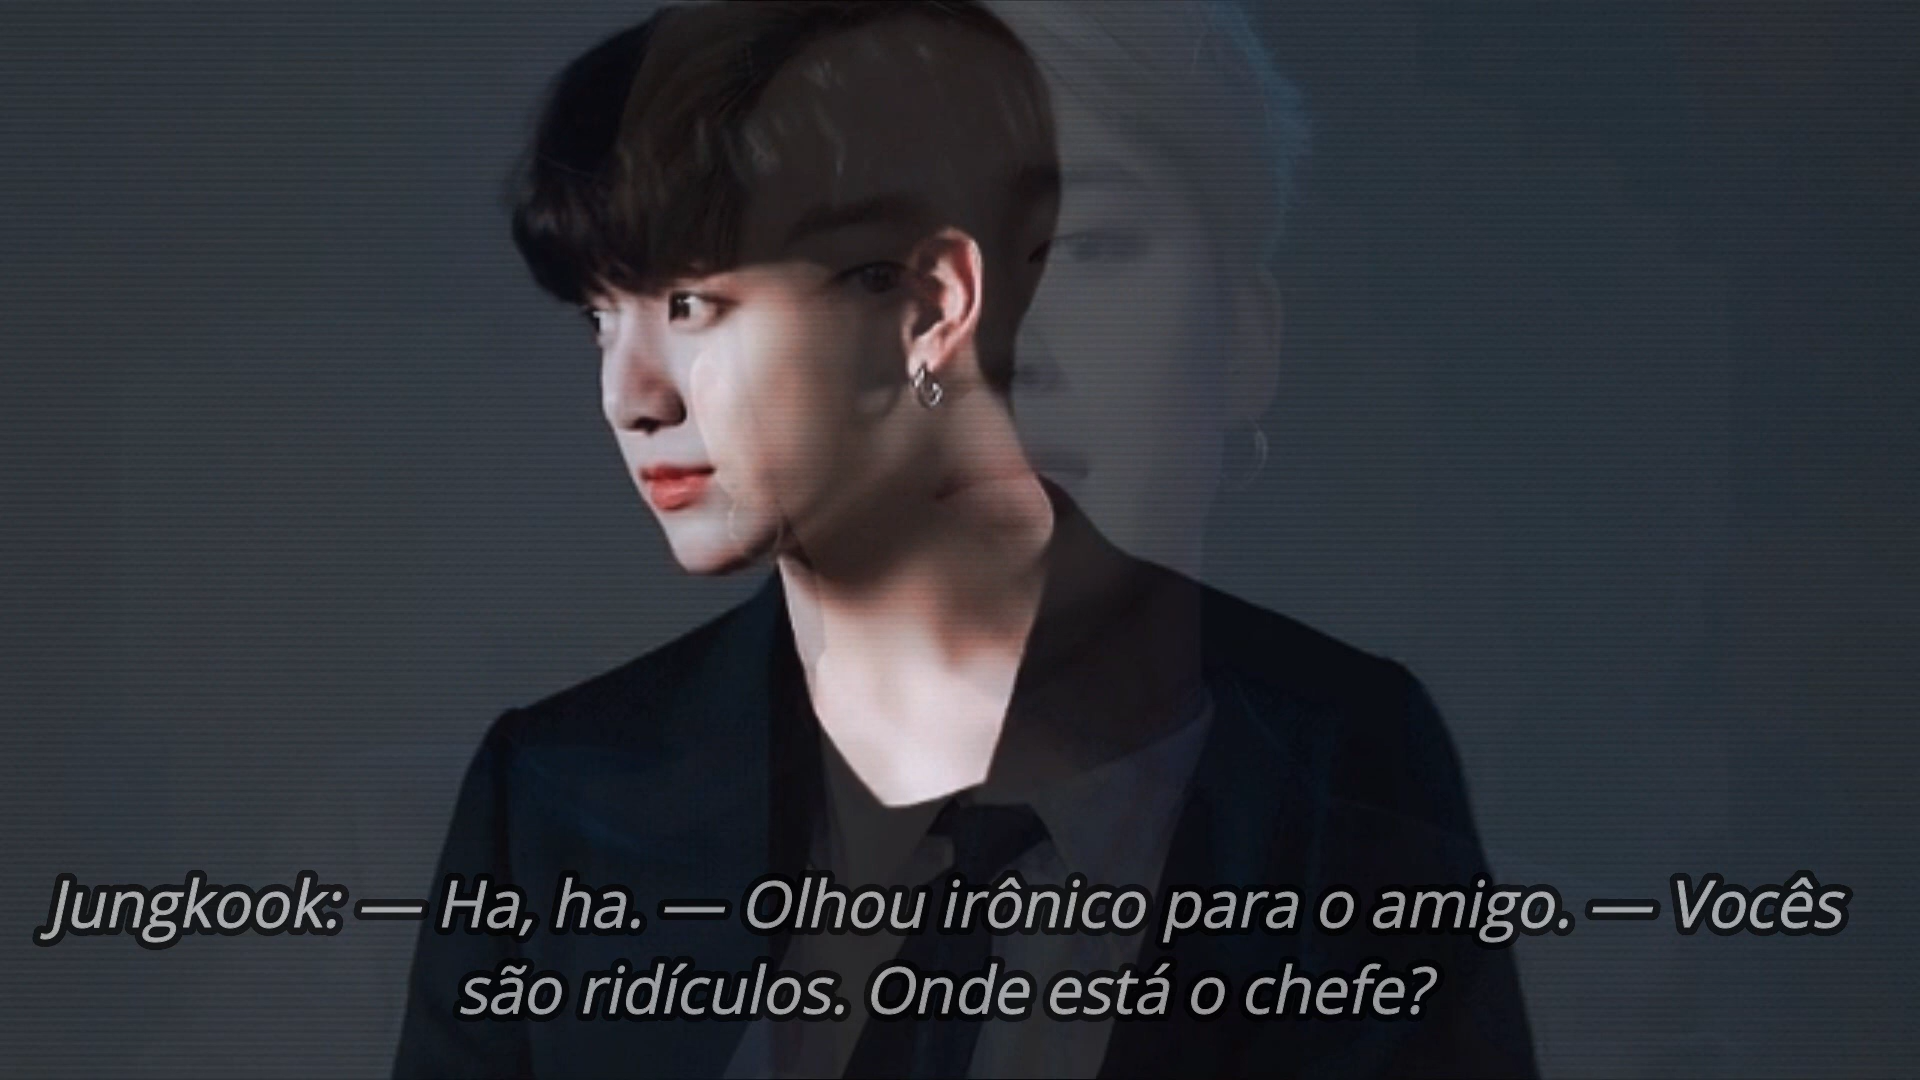 Jungkook: — Ha, ha. — Olhou irônico para o amigo. — Vocês
são ridículos. Onde está o chefe?